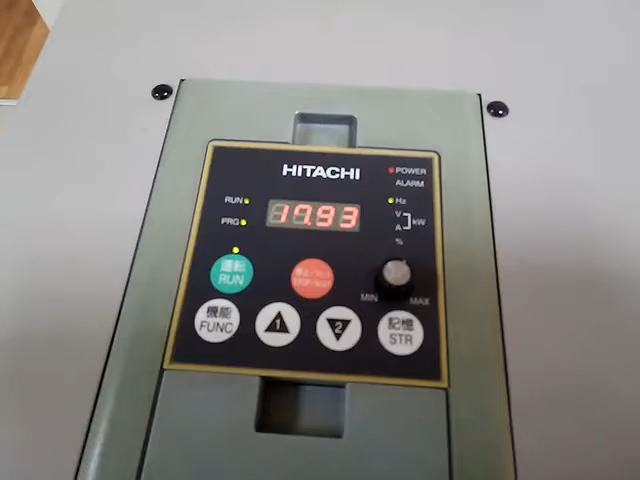 HITACHI
POWER
ALARM
RUN
Hz
17.93
V
kW
PRG
A
%
運転
RUN
MIN
MAX
機能
FUNC
1
2
記憶
STR